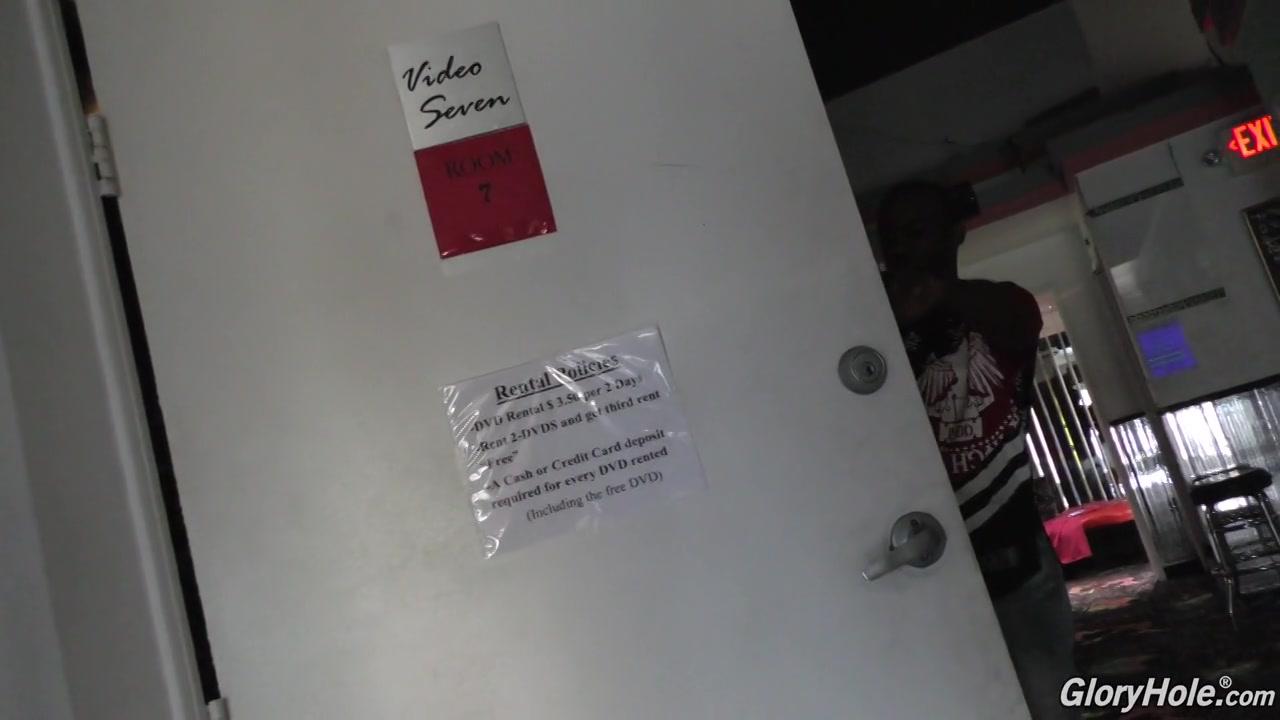 Video
Seven
ROOM
7
Rental Policies
-DVD Rental $ 3.50 per 2 Days
-Rent 2-DVDS and get third rent
"Free"
-A Cash or Credit Card deposit
required for every DVD rented
(Including the free DVD)
EXI
GloryHole®.com